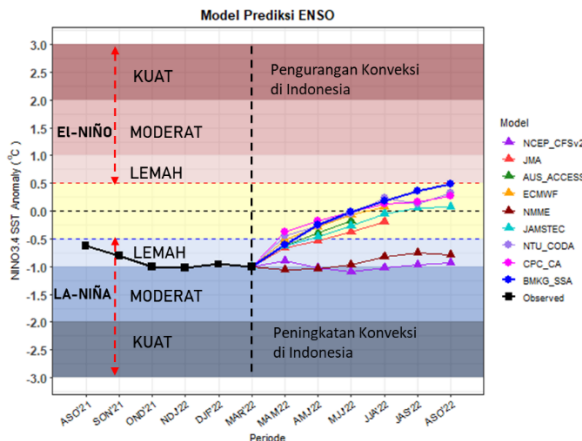 Model Prediksi ENSO
NINO3.4 SST Anomaly (°C)
3.0
2.5
2.0
1.5
1.0
0.5
0.0
-0.5
-1.0
-1.5
-2.0
-2.5
-3.0
KUAT
Pengurangan Konveksi
di Indonesia
El-NIÑO
MODERAT
LEMAH
LEMAH
LA-NIÑA
MODERAT
KUAT
Peningkatan Konveksi
di Indonesia
ASO'21
SON'21
OND'21
NDJ'22
DJF'22
MAR'22
MAM'22
AMJ'22
MJJ'22
JJA'22
JAS'22
ASO'22
Periode
Model
NCEP_CFSv2
JMA
AUS_ACCESS
ECMWF
NMME
JAMSTEC
NTU_CODA
CPC_CA
BMKG_SSA
Observed